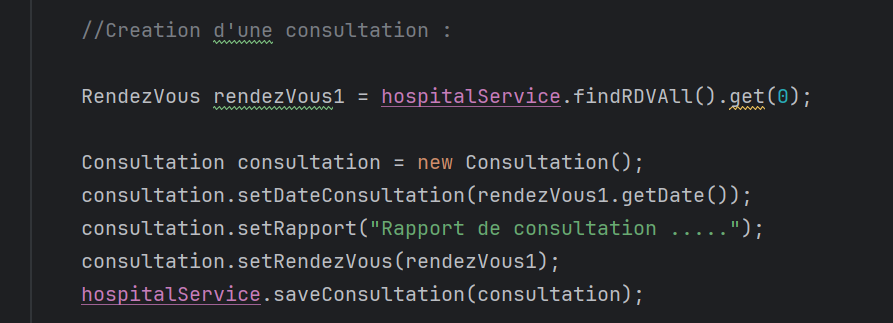 //Creation d'une consultation :
RendezVous rendezVous1 = hospitalService.findRDVAll().get(0);
Consultation consultation = new Consultation();
consultation.setDateConsultation(rendezVous1.getDate());
consultation.setRapport("Rapport de consultation .....");
consultation.setRendezVous(rendezVous1);
hospitalService.saveConsultation(consultation);